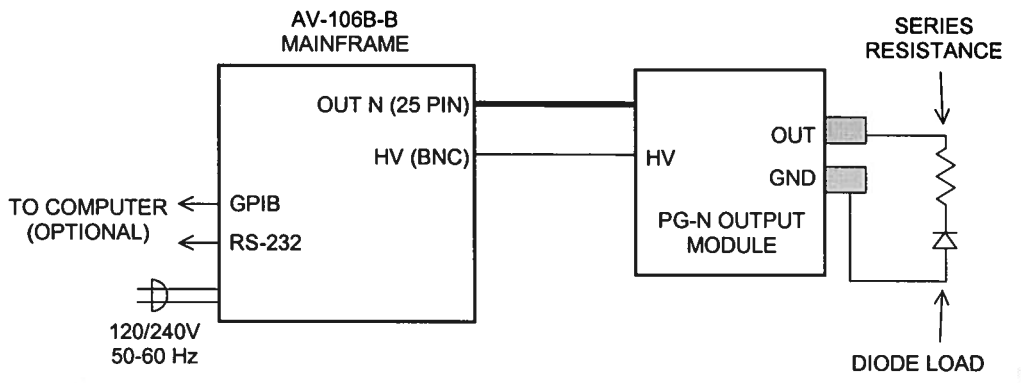 AV-106B-B
MAINFRAME
OUT N (25 PIN)
HV (BNC)
GPIB
RS-232
TO COMPUTER
(OPTIONAL)
120/240V
50-60 Hz
HV
OUT
GND
PG-N OUTPUT
MODULE
SERIES
RESISTANCE
DIODE LOAD